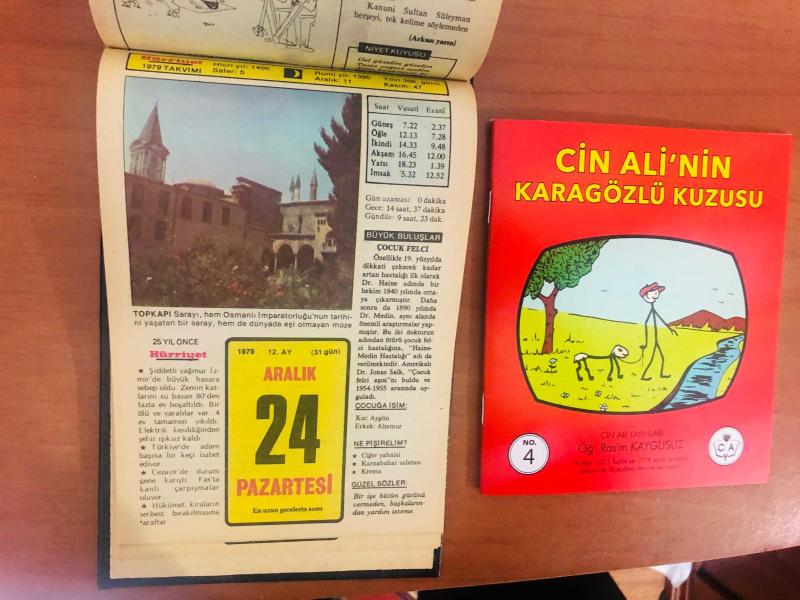 Kanuni Sultan Süleyman
herşeyi, tek kelime söylemeden
(Arkası yarın)
NİYET KUYUSU
Gel güzelim güzelim
Hürriyet
1979 TAKVİMİ
Hicri yıl: 1400
Safer: 5
Rumi yıl: 1395
Aralık: 11
Yılın 358. günü
Kasım: 47
Saat Vasati Ezani
Güneş 7.22 2.37
Öğle 12.13 7.28
İkindi 14.33 9.48
Akşam 16.45 12.00
Yatsı 18.23 1.39
İmsak '5.32 12.52
Gün uzaması: 0 dakika
Gece: 14 saat, 37 dakika
Gündüz: 9 saat, 23 dak.
BÜYÜK BULUŞLAR
ÇOCUK FELCİ
Özellikle 19. yüzyılda
dikkati çekecek kadar
artan hastalığı ilk olarak
Dr. Haine adında bir
hekim 1840 yılında orta-
ya çıkarmıştır. Daha
sonra da 1890 yılında
Dr. Medin, aynı alanda
önemli araştırmalar yap-
mıştır. Bu iki doktorun
adından ötürü çocuk fel-
ci hastalığına, "Haine-
Medin Hastalığı" adı da
verilmektedir. Amerikalı
Dr. Jonas Salk, "Çocuk
felci aşısı"nı buldu ve
1954-1955 arasında uy-
guladı.
ÇOCUĞA İSİM:
Kız: Aygün
Erkek: Altemur
NE PİŞİRELİM?
★ Ciğer yahnisi
★ Karnabahar salatası
★ Krema
GÜZEL SÖZLER:
Bir işe bütün gücünü
vermeden, başkaların-
dan yardım isteme.
TOPKAPI Sarayı, hem Osmanlı İmparatorluğu'nun tarihi-
ni yaşatan bir saray, hem de dünyada eşi olmayan müze
25 YIL ÖNCE
Hürriyet
★ Şiddetli yağmur İz-
mir'de büyük hasara
sebep oldu. Zemin kat-
larını su basan 80'den
fazla ev boşaltıldı. Bir
ölü ve yaralılar var. 4
ev tamamen yıkıldı.
Elektrik kesildiğinden
şehir ışıksız kaldı
★ Türkiye'de adam
başına bir keçi isabet
ediyor.
★ Cezayir'de durum
gene karıştı. Fas'ta
kanlı çarpışmalar
oluyor.
★ Hükümet, kiraların
serbest bırakılmasına
taraftar
1979 12. AY (31 gün)
ARALIK
24
PAZARTESİ
En uzun gecelerin sonu
CİN ALİ'NİN
KARAGÖZLÜ KUZUSU
CİN ALİ YAYINLARI
Öğ. Rasim KAYGUSUZ
NO.
4
C A